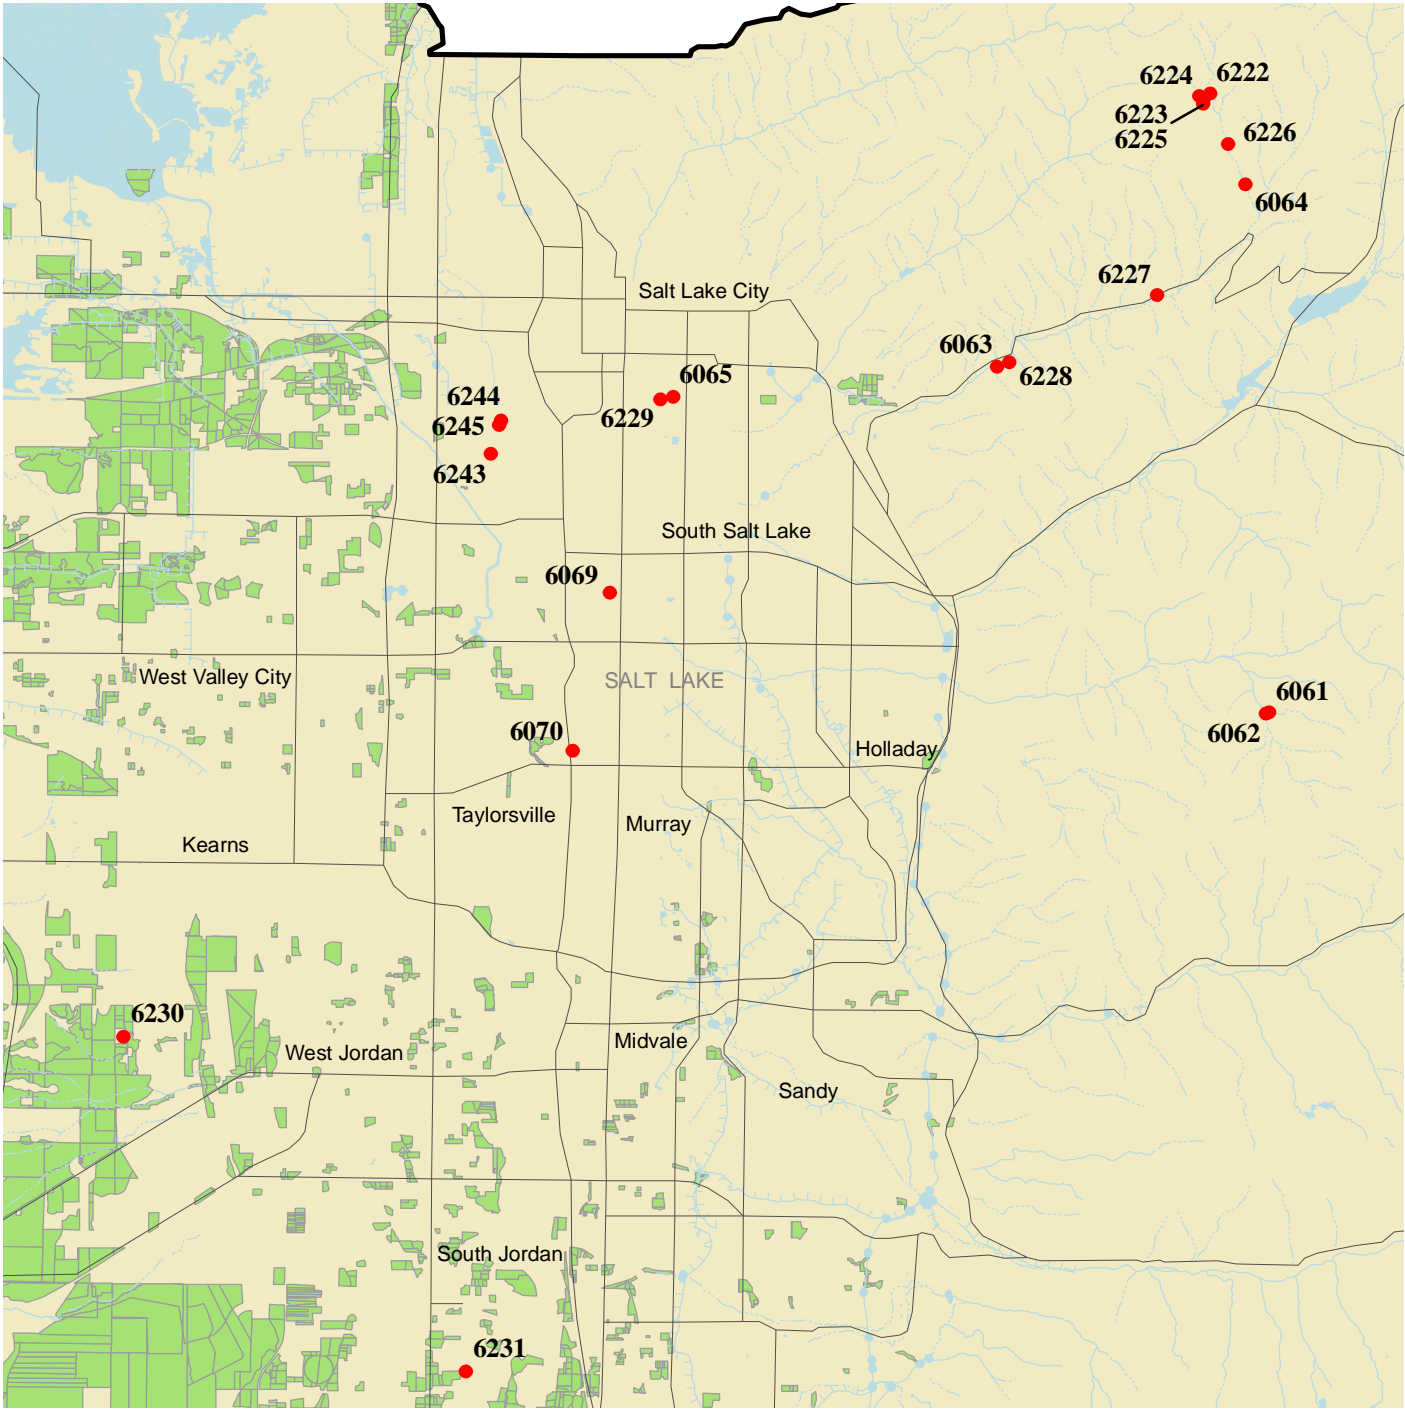 6224
6222
6223
6225
6226
6064
6227
Salt Lake City
6063
6228
6065
6229
6244
6245
6243
South Salt Lake
6069
West Valley City
SALT LAKE
6061
6062
6070
Holladay
Taylorsville
Murray
Kearns
6230
West Jordan
Midvale
Sandy
South Jordan
6231